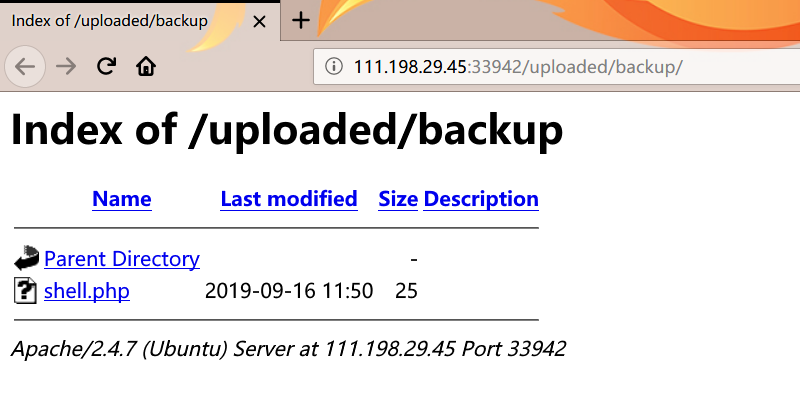 Index of /uploaded/backup
111.198.29.45:33942/uploaded/backup/
Index of /uploaded/backup
Name Last modified Size Description
Parent Directory -
shell.php 2019-09-16 11:50 25
Apache/2.4.7 (Ubuntu) Server at 111.198.29.45 Port 33942